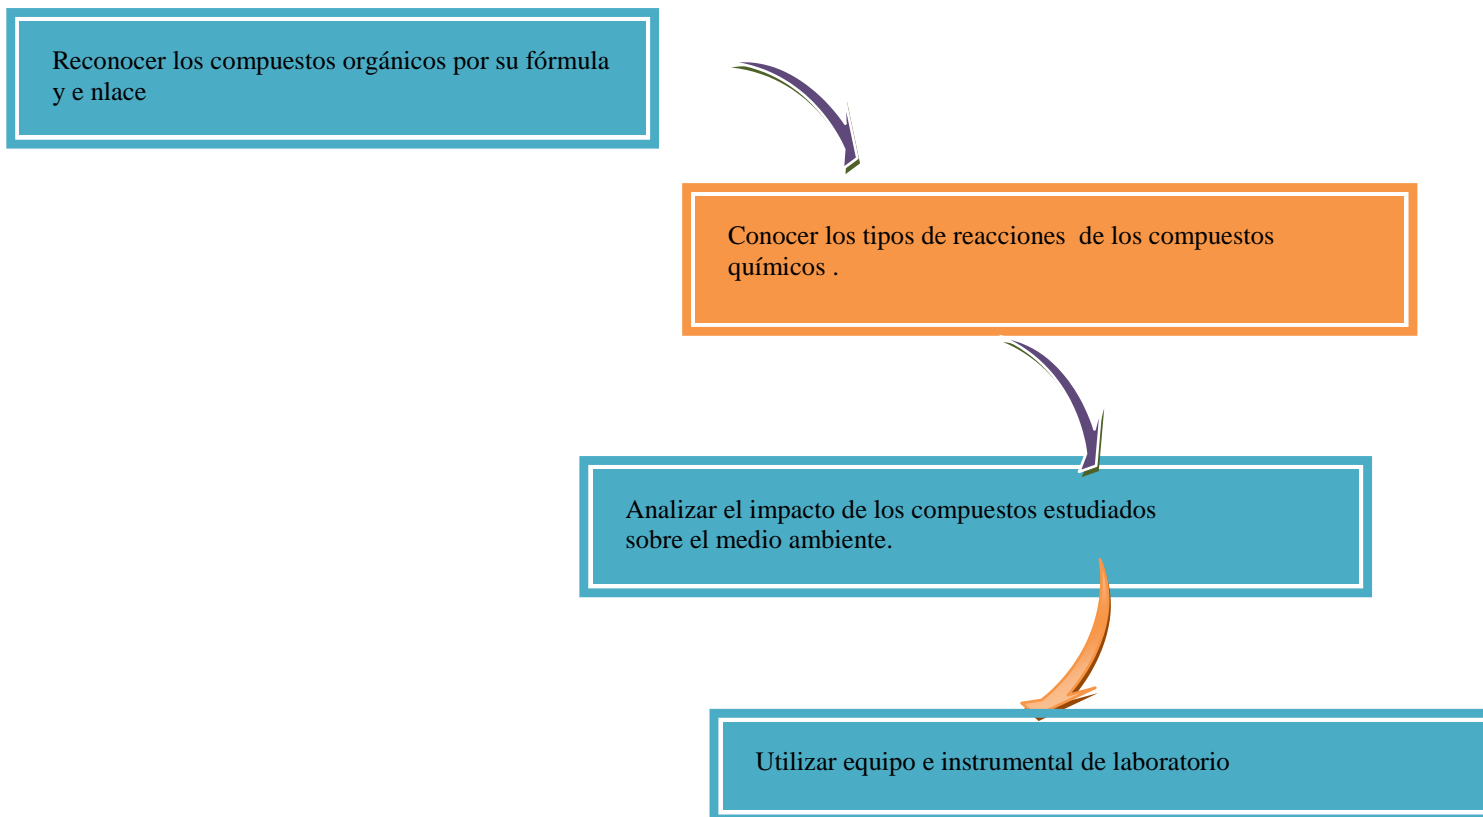 Reconocer los compuestos orgánicos por su fórmula
y e nlace
Conocer los tipos de reacciones  de los compuestos
químicos .
Analizar el impacto de los compuestos estudiados
sobre el medio ambiente.
Utilizar equipo e instrumental de laboratorio